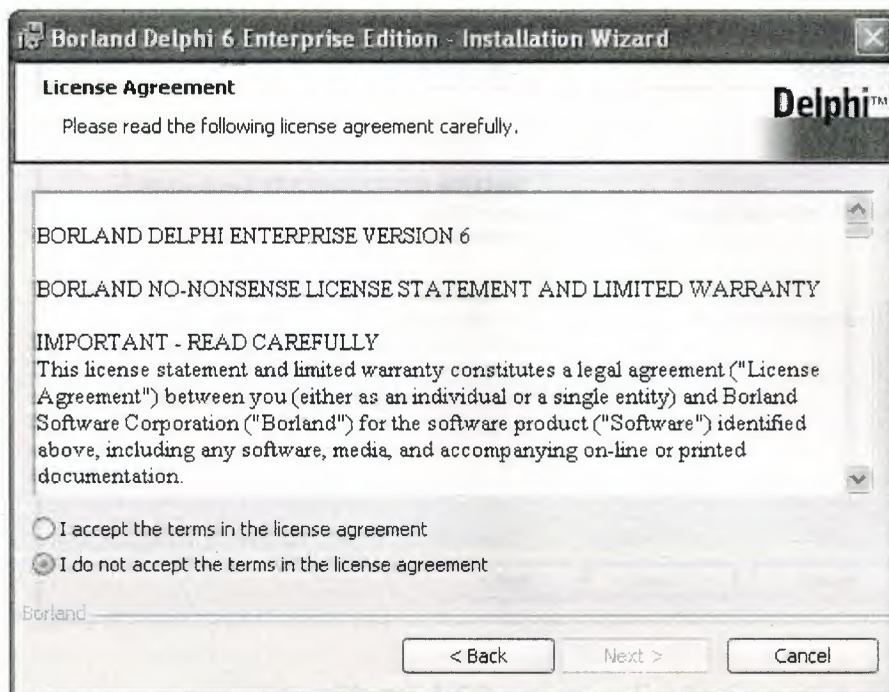 Borland Delphi 6 Enterprise Edition - Installation Wizard
License Agreement
Please read the following license agreement carefully.
Delphi™
BORLAND DELPHI ENTERPRISE VERSION 6
BORLAND NO-NONSENSE LICENSE STATEMENT AND LIMITED WARRANTY
IMPORTANT - READ CAREFULLY
This license statement and limited warranty constitutes a legal agreement ("License
Agreement") between you (either as an individual or a single entity) and Borland
Software Corporation ("Borland") for the software product ("Software") identified
above, including any software, media, and accompanying on-line or printed
documentation.
I accept the terms in the license agreement
I do not accept the terms in the license agreement
Borland
< Back
Next >
Cancel